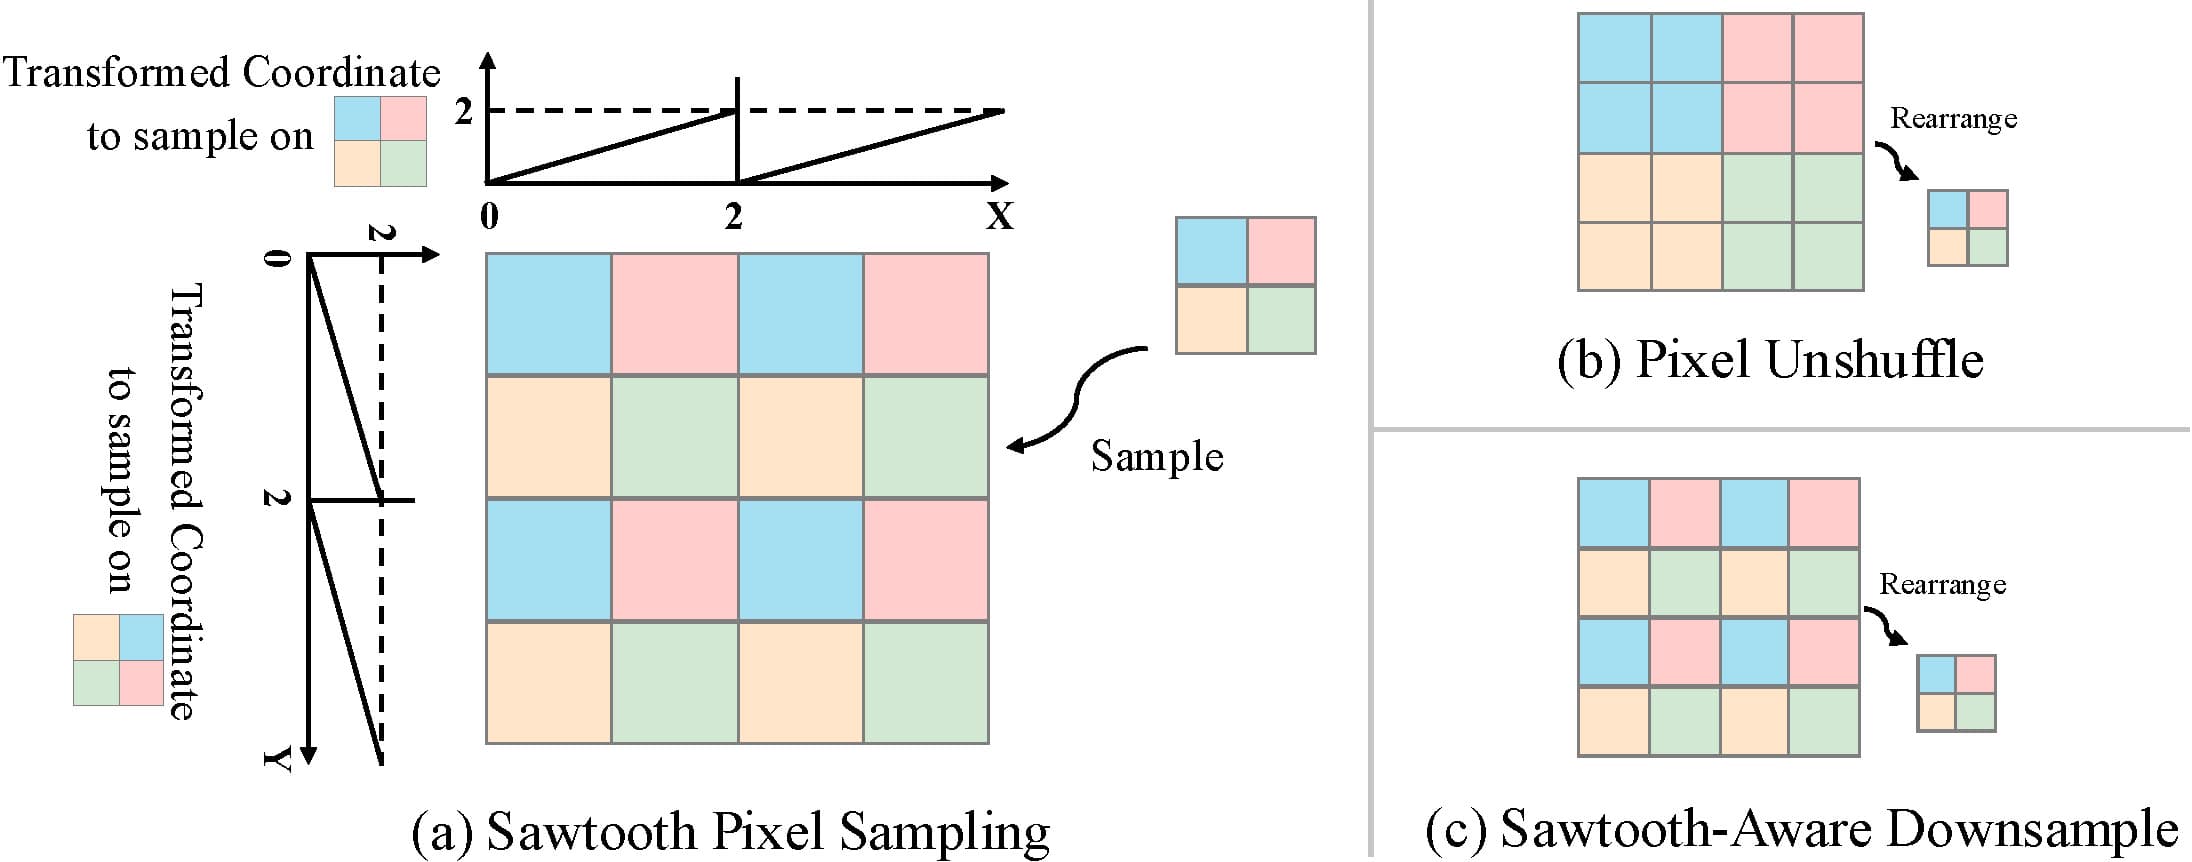 Transformed Coordinate
to sample on
2
0
2
X
2
0
Transformed Coordinate
to sample on
2
Y
Sample
(a) Sawtooth Pixel Sampling
Rearrange
(b) Pixel Unshuffle
Rearrange
(c) Sawtooth-Aware Downsample